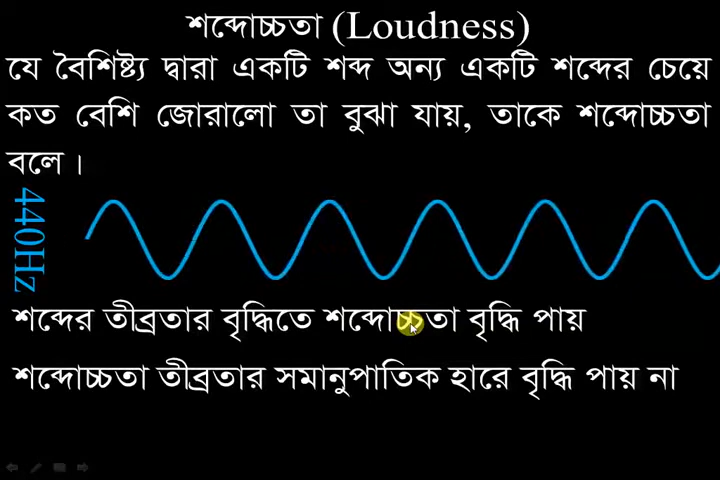 শব্দোচ্চতা (Loudness)
যে বৈশিষ্ট্য দ্বারা একটি শব্দ অন্য একটি শব্দের চেয়ে
কত বেশি জোরালো তা বুঝা যায়, তাকে শব্দোচ্চতা
বলে।
440Hz
শব্দের তীব্রতার বৃদ্ধিতে শব্দোচ্চতা বৃদ্ধি পায়
শব্দোচ্চতা তীব্রতার সমানুপাতিক হারে বৃদ্ধি পায় না